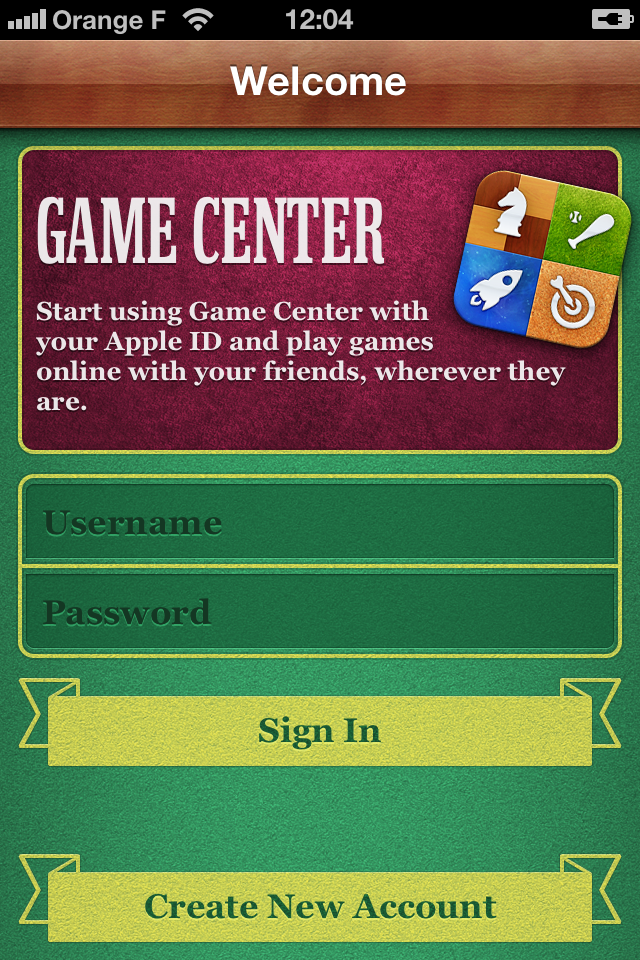 Orange F 12:04
Welcome
GAME CENTER
Start using Game Center with
your Apple ID and play games
online with your friends, wherever they
are.
Username
Password
Sign In
Create New Account